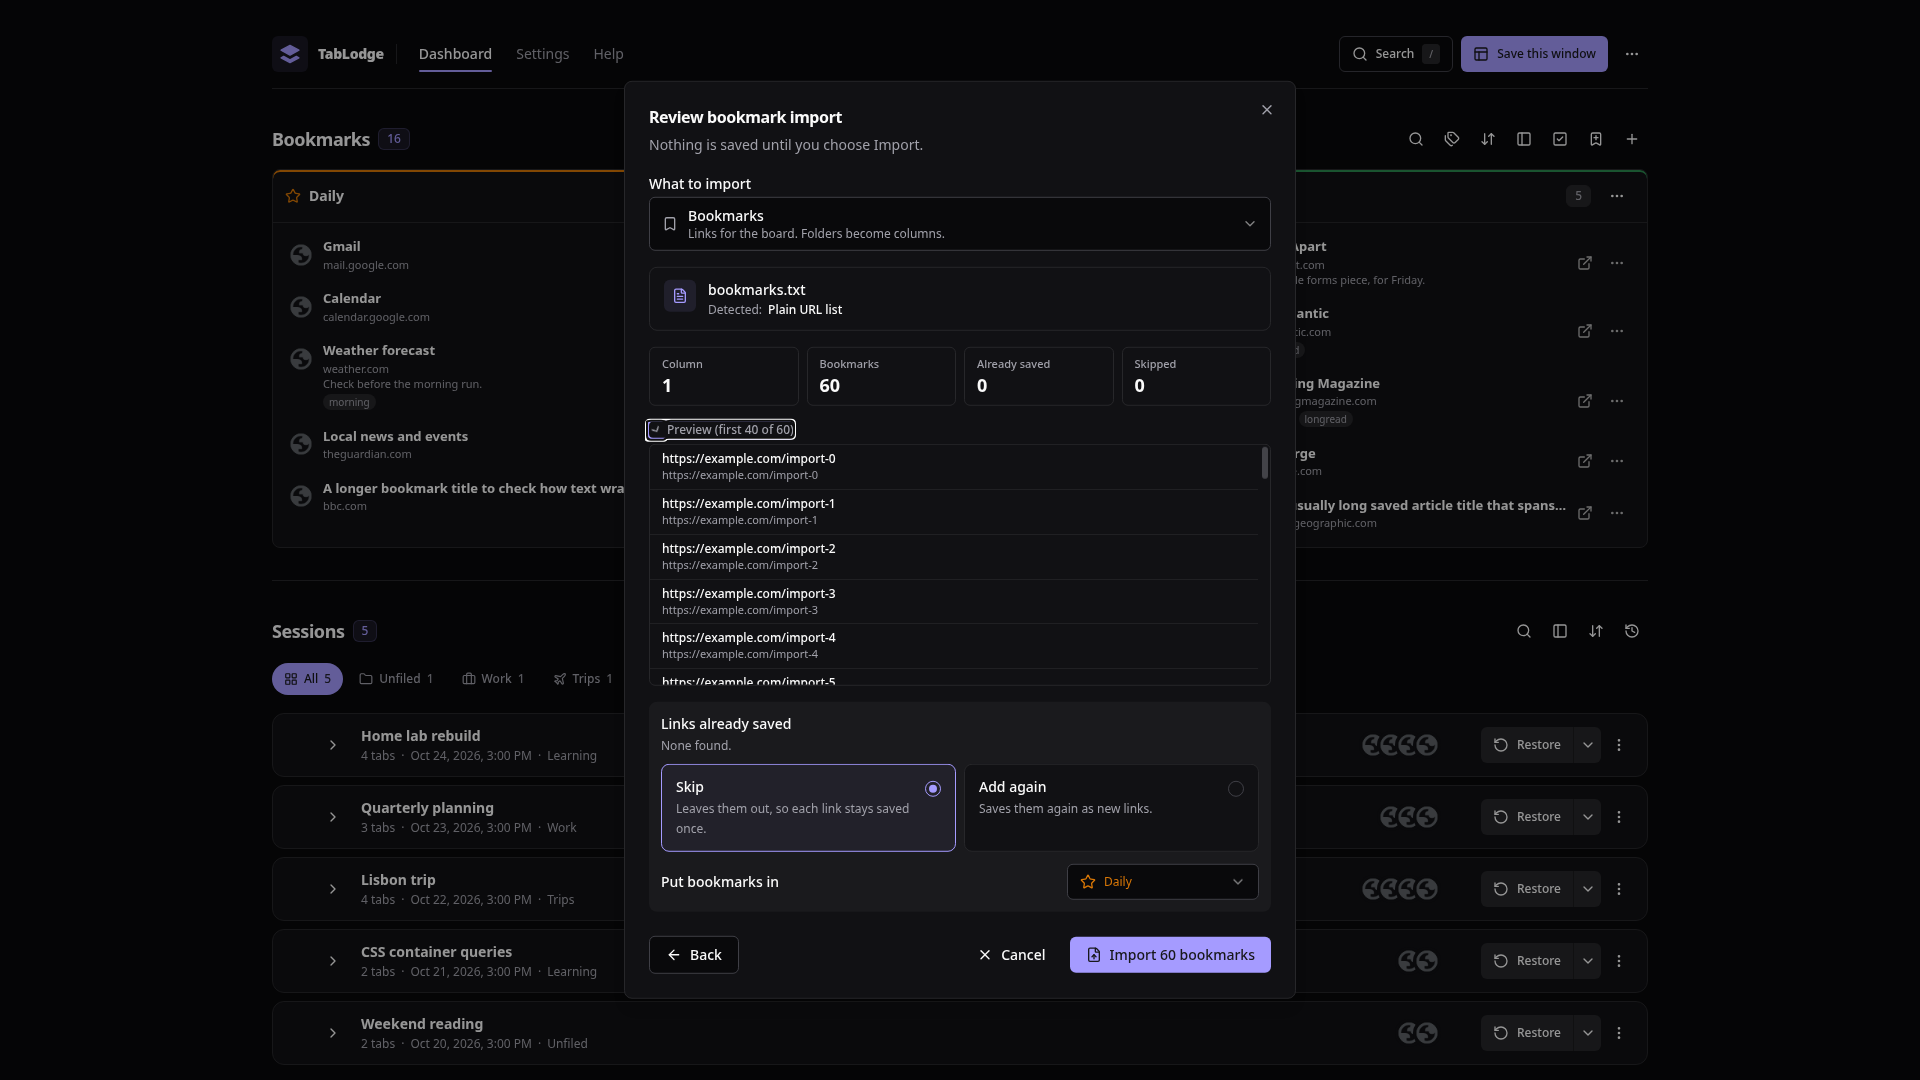 TabLodge
Dashboard
Settings
Help
Search
/
Save this window
Bookmarks
16
Daily
Gmail
mail.google.com
Calendar
calendar.google.com
Weather forecast
weather.com
Check before the morning run.
morning
Local news and events
theguardian.com
A longer bookmark title to check how text wra
bbc.com
Review bookmark import
Nothing is saved until you choose Import.
What to import
Bookmarks
Links for the board. Folders become columns.
bookmarks.txt
Detected: Plain URL list
Column
1
Bookmarks
60
Already saved
0
Skipped
0
Preview (first 40 of 60)
https://example.com/import-0
https://example.com/import-0
https://example.com/import-1
https://example.com/import-1
https://example.com/import-2
https://example.com/import-2
https://example.com/import-3
https://example.com/import-3
https://example.com/import-4
https://example.com/import-4
https://example.com/import-5
Links already saved
None found.
Skip
Leaves them out, so each link stays saved
once.
Add again
Saves them again as new links.
Put bookmarks in
Daily
Back
Cancel
Import 60 bookmarks
5
Apart
t.com
le forms piece, for Friday.
antic
tic.com
d
ing Magazine
gmagazine.com
longread
rge
.com
sually long saved article title that spans...
geographic.com
Sessions
5
All 5
Unfiled 1
Work 1
Trips 1
Home lab rebuild
4 tabs · Oct 24, 2026, 3:00 PM · Learning
Restore
Quarterly planning
3 tabs · Oct 23, 2026, 3:00 PM · Work
Restore
Lisbon trip
4 tabs · Oct 22, 2026, 3:00 PM · Trips
Restore
CSS container queries
2 tabs · Oct 21, 2026, 3:00 PM · Learning
Restore
Weekend reading
2 tabs · Oct 20, 2026, 3:00 PM · Unfiled
Restore